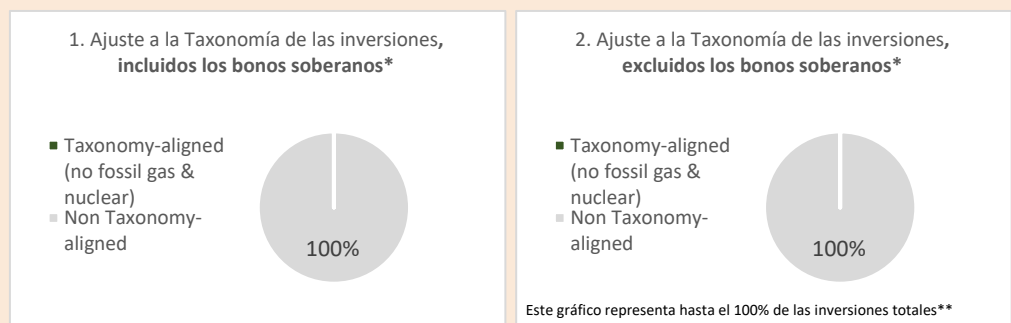 1. Ajuste a la Taxonomía de las inversiones,
incluidos los bonos soberanos*
Taxonomy-aligned
(no fossil gas &
nuclear)
Non Taxonomy-
aligned
100%
2. Ajuste a la Taxonomía de las inversiones,
excluidos los bonos soberanos*
Taxonomy-aligned
(no fossil gas &
nuclear)
Non Taxonomy-
aligned
100%
Este gráfico representa hasta el 100% de las inversiones totales**